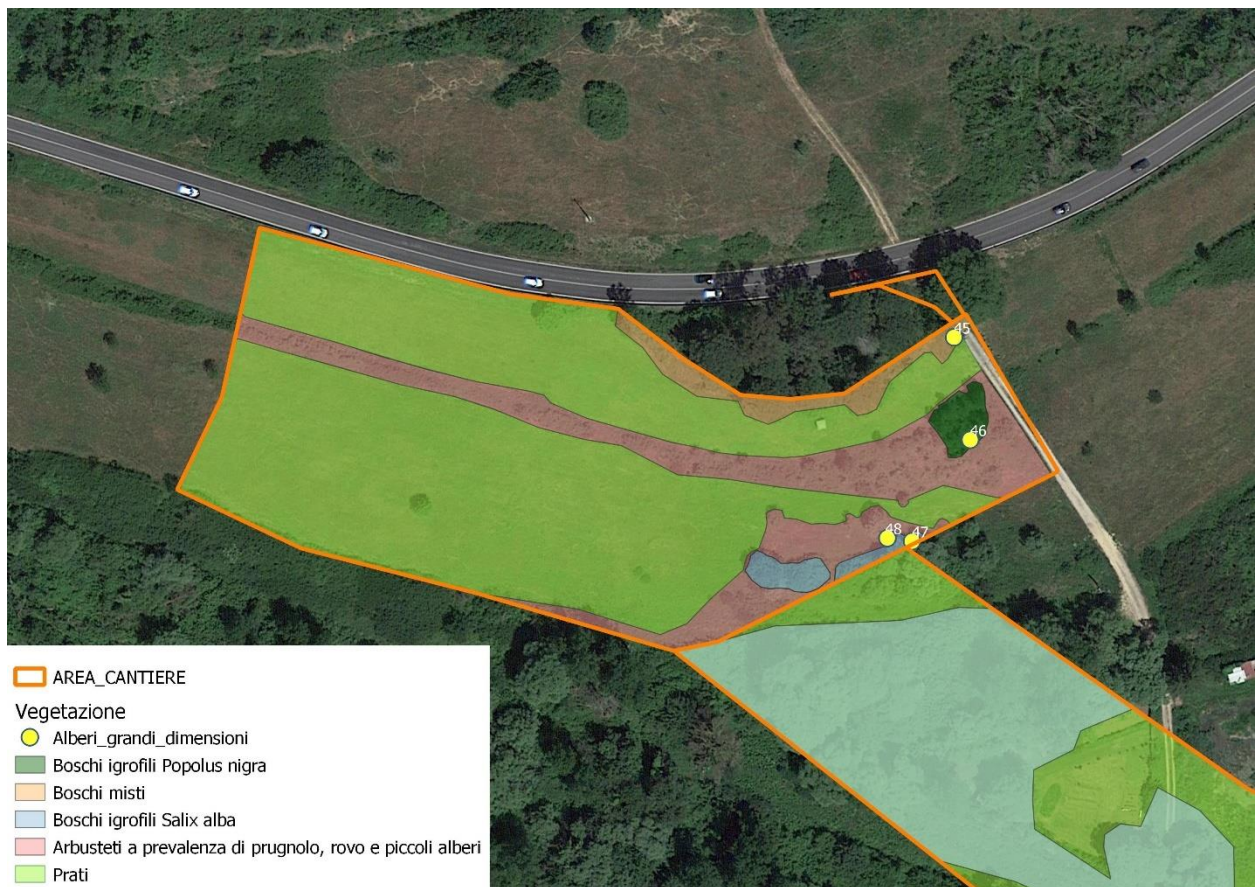 45
46
48
47
AREA_CANTIERE
Vegetazione
Alberi_grandi_dimensioni
Boschi igrofili Popolus nigra
Boschi misti
Boschi igrofili Salix alba
Arbusteti a prevalenza di prugnolo, rovo e piccoli alberi
Prati